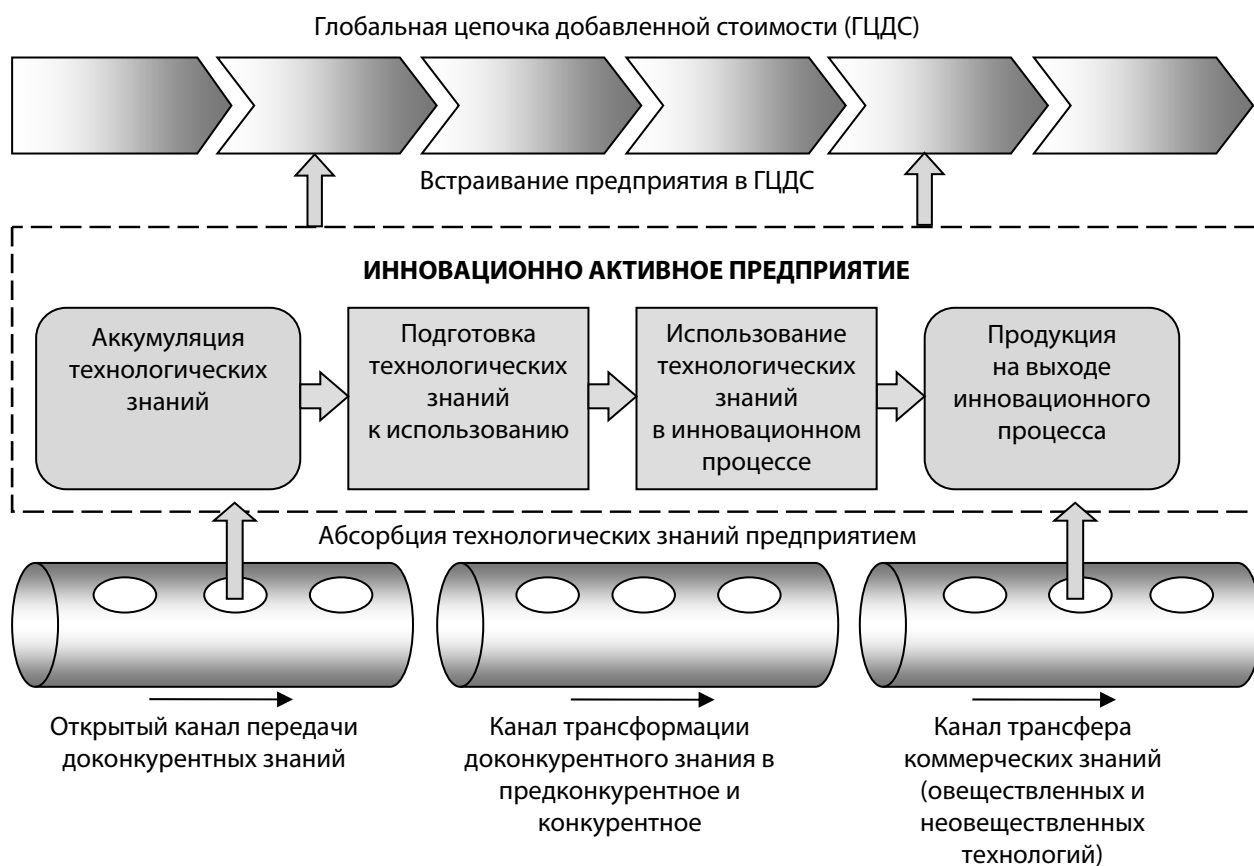 Глобальная цепочка добавленной стоимости (ГЦДС)
Встраивание предприятия в ГЦДС
ИННОВАЦИОННО АКТИВНОЕ ПРЕДПРИЯТИЕ
Аккумуляция
технологических
знаний
Подготовка
технологических
знаний
к использованию
Использование
технологических
знаний
в инновационном
процессе
Продукция
на выходе
инновационного
процесса
Абсорбция технологических знаний предприятием
Открытый канал передачи
доконкурентных знаний
Канал трансформации
доконкурентного знания в
предконкурентное и
конкурентное
Канал трансфера
коммерческих знаний
(овеществленных и
неовеществленных
технологий)